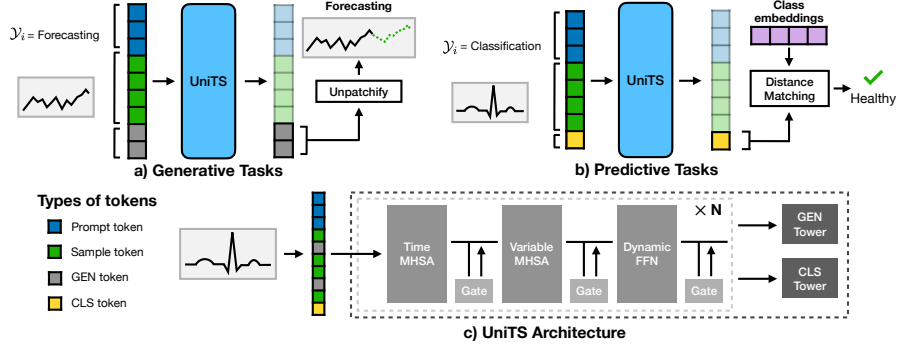 𝒴ᵢ = Forecasting
UniTS
Forecasting
Unpatchify
a) Generative Tasks
𝒴ᵢ = Classification
UniTS
Class
embeddings
Distance
Matching
Healthy
b) Predictive Tasks
Types of tokens
Prompt token
Sample token
GEN token
CLS token
Time
MHSA
Gate
Variable
MHSA
Gate
Dynamic
FFN
Gate
× N
GEN
Tower
CLS
Tower
c) UniTS Architecture